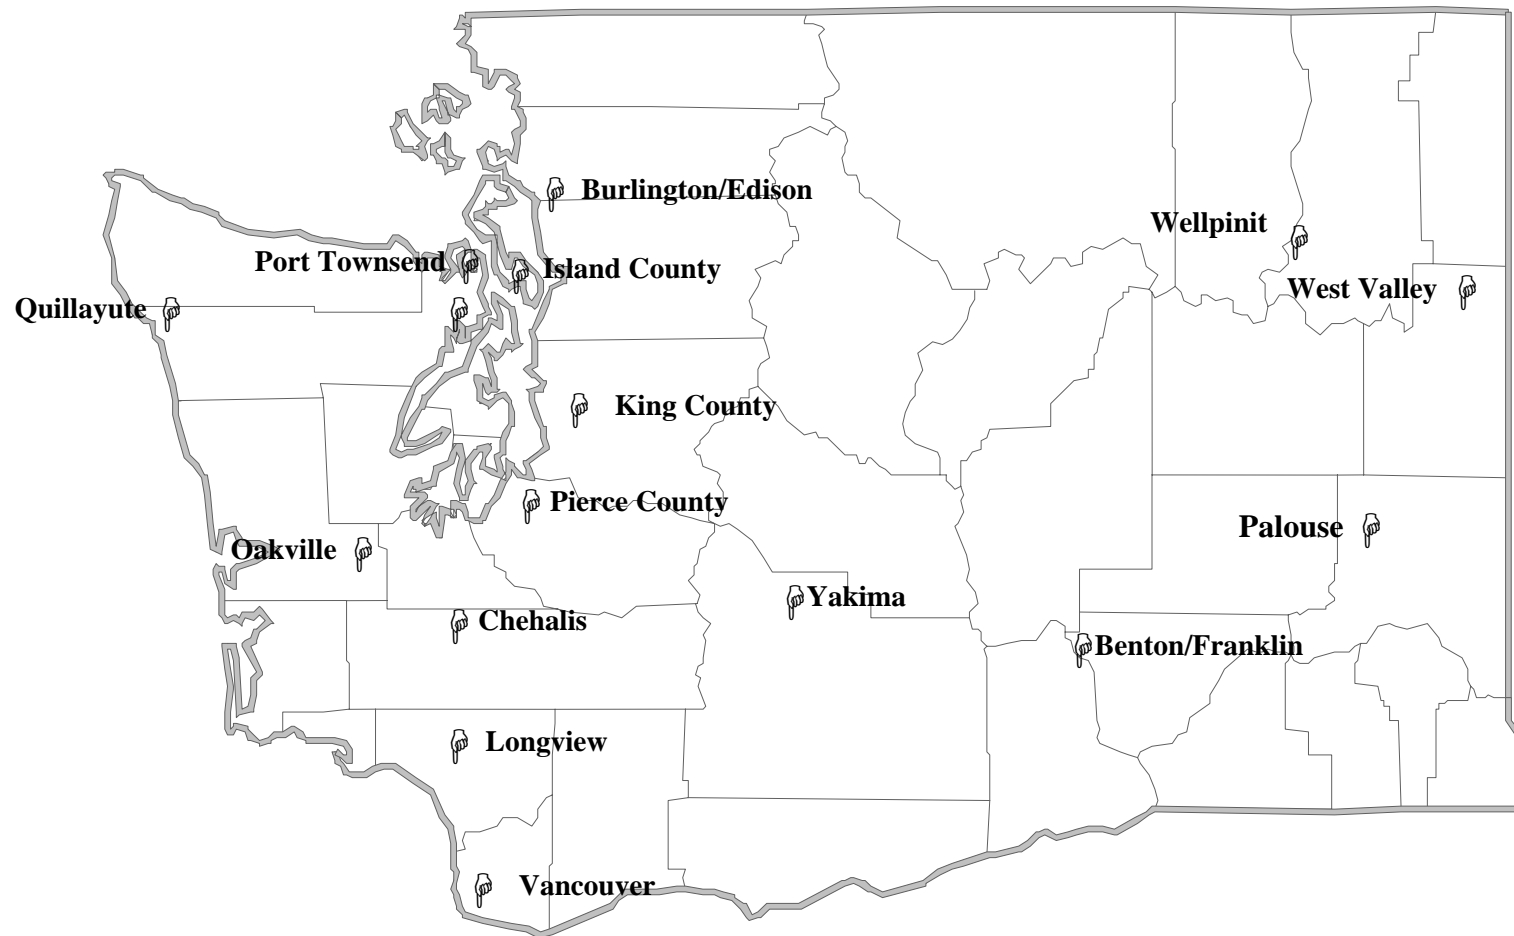 Burlington/Edison
Wellpinit
Port Townsend
Island County
West Valley
Quillayute
King County
Pierce County
Palouse
Oakville
Yakima
Chehalis
Benton/Franklin
Longview
Vancouver